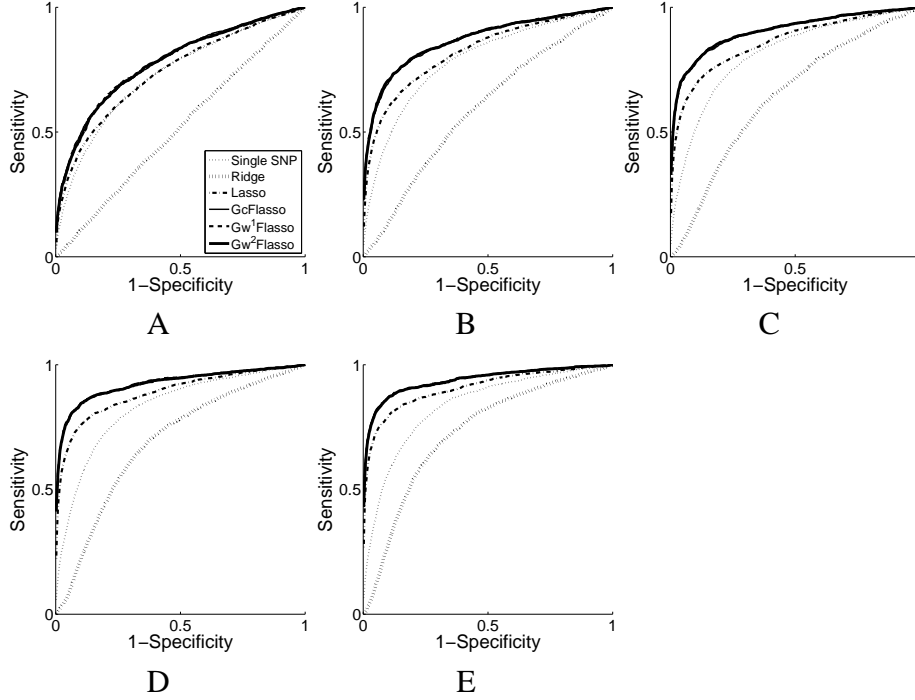 1
0.5
0
0
0.5
1
Sensitivity
1−Specificity
Single SNP
Ridge
Lasso
GcFlasso
Gw¹Flasso
Gw²Flasso
A
1
0.5
0
0
0.5
1
Sensitivity
1−Specificity
B
1
0.5
0
0
0.5
1
Sensitivity
1−Specificity
C
1
0.5
0
0
0.5
1
Sensitivity
1−Specificity
D
1
0.5
0
0
0.5
1
Sensitivity
1−Specificity
E